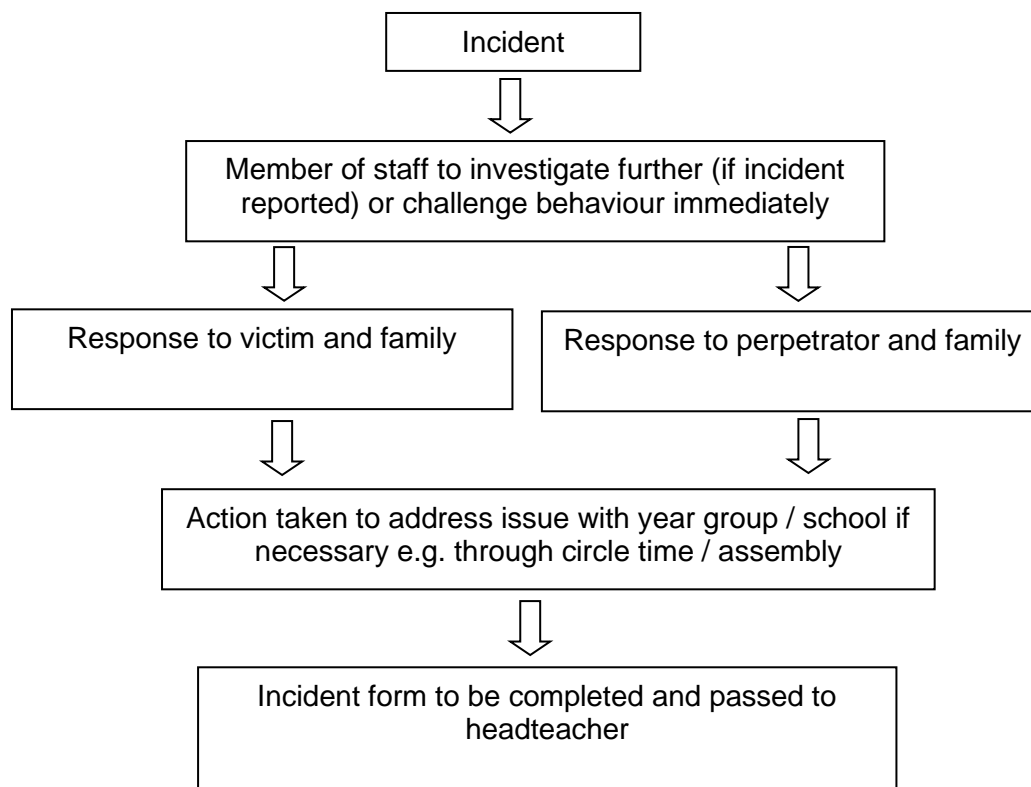 Incident
Member of staff to investigate further (if incident
reported) or challenge behaviour immediately
Response to victim and family
Response to perpetrator and family
Action taken to address issue with year group / school if
necessary e.g. through circle time / assembly
Incident form to be completed and passed to
headteacher